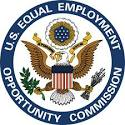 U.S. EQUAL EMPLOYMENT
OPPORTUNITY COMMISSION